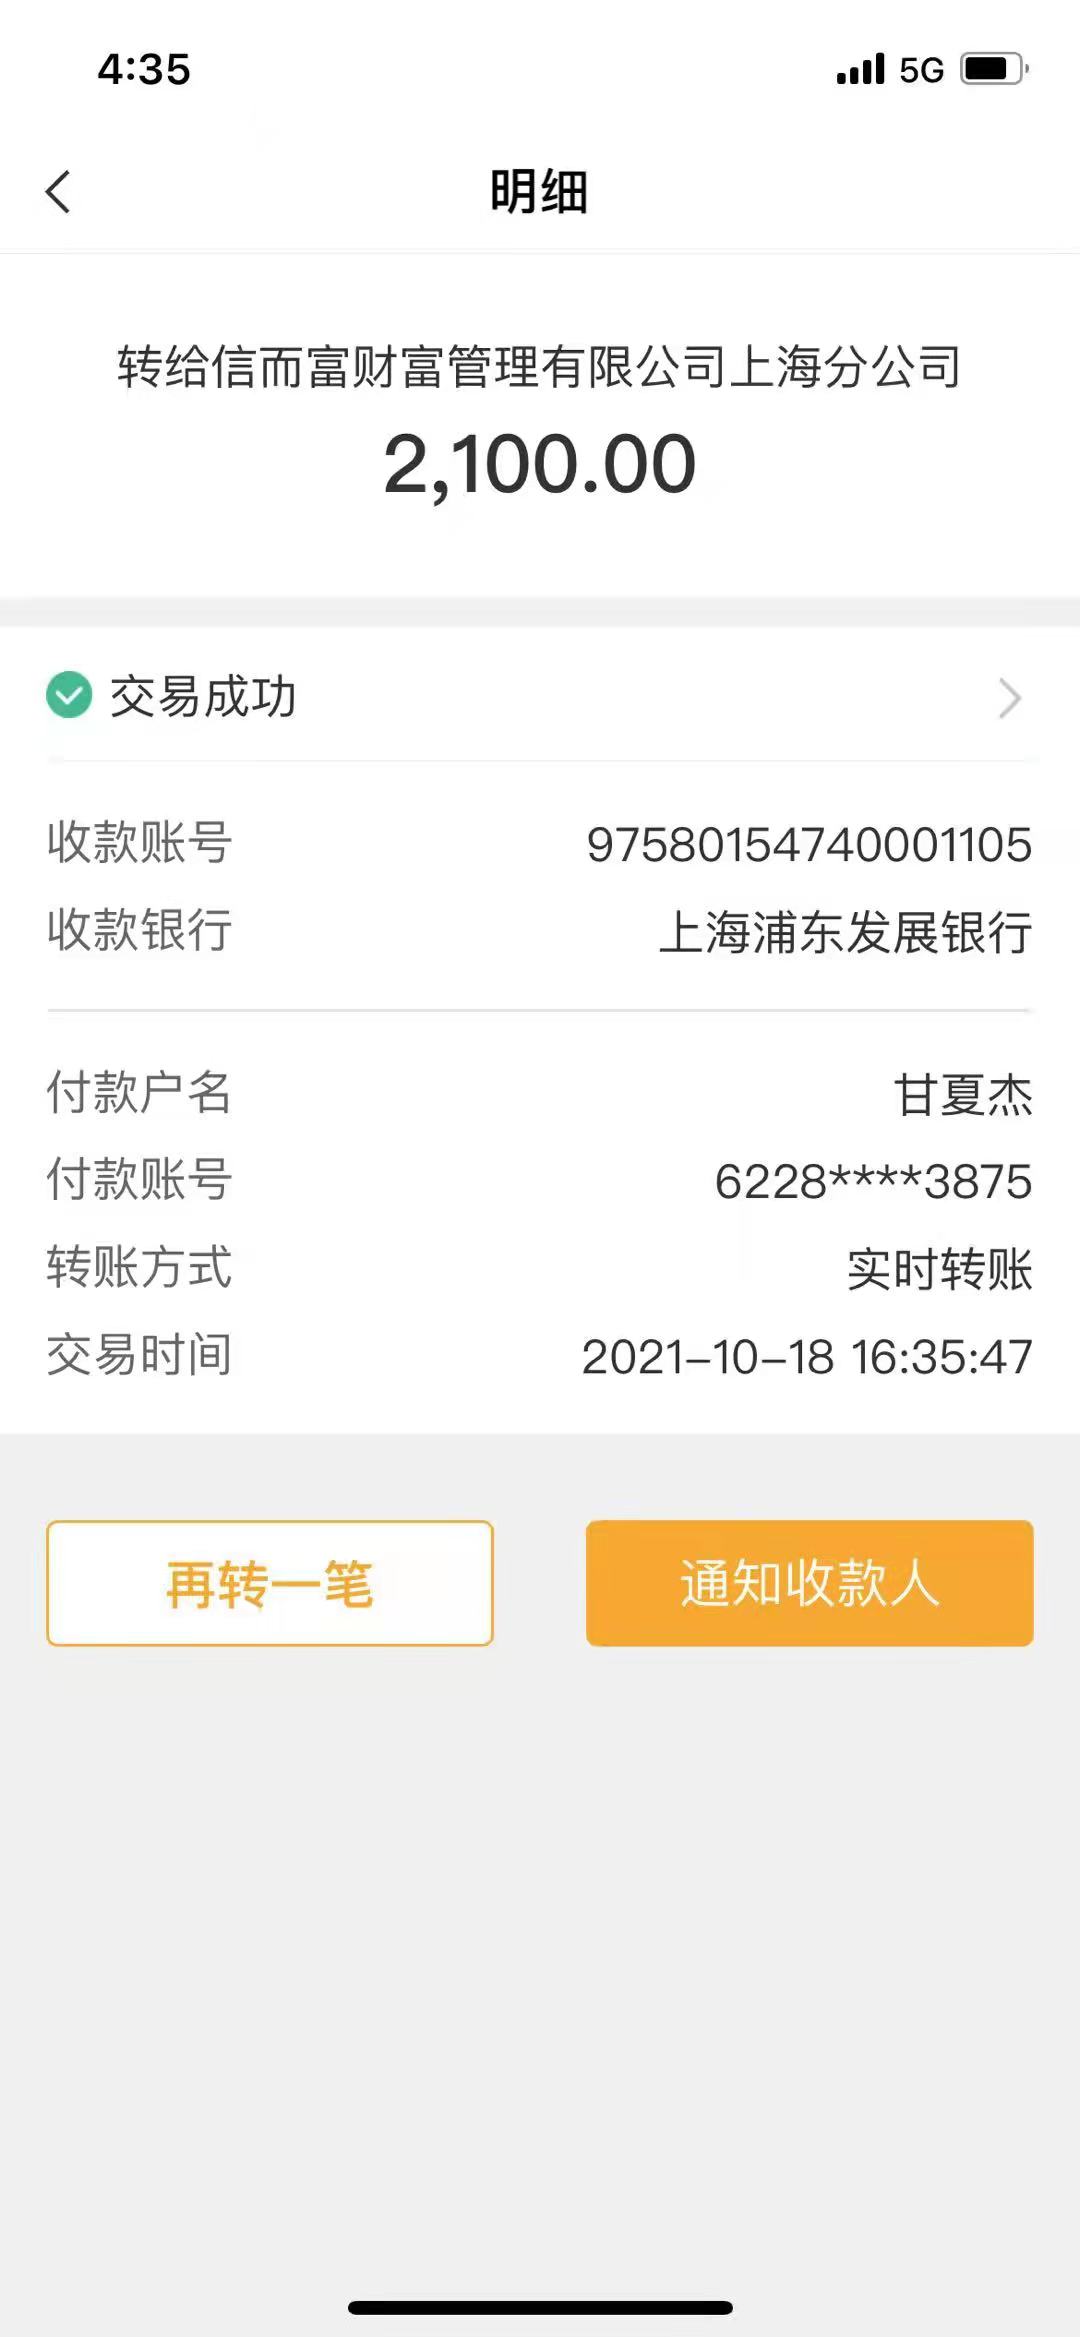 4:35
5G
明细
转给信而富财富管理有限公司上海分公司
2,100.00
交易成功
收款账号 97580154740001105
收款银行 上海浦东发展银行
付款户名 甘夏杰
付款账号 6228****3875
转账方式 实时转账
交易时间 2021-10-18 16:35:47
再转一笔 通知收款人